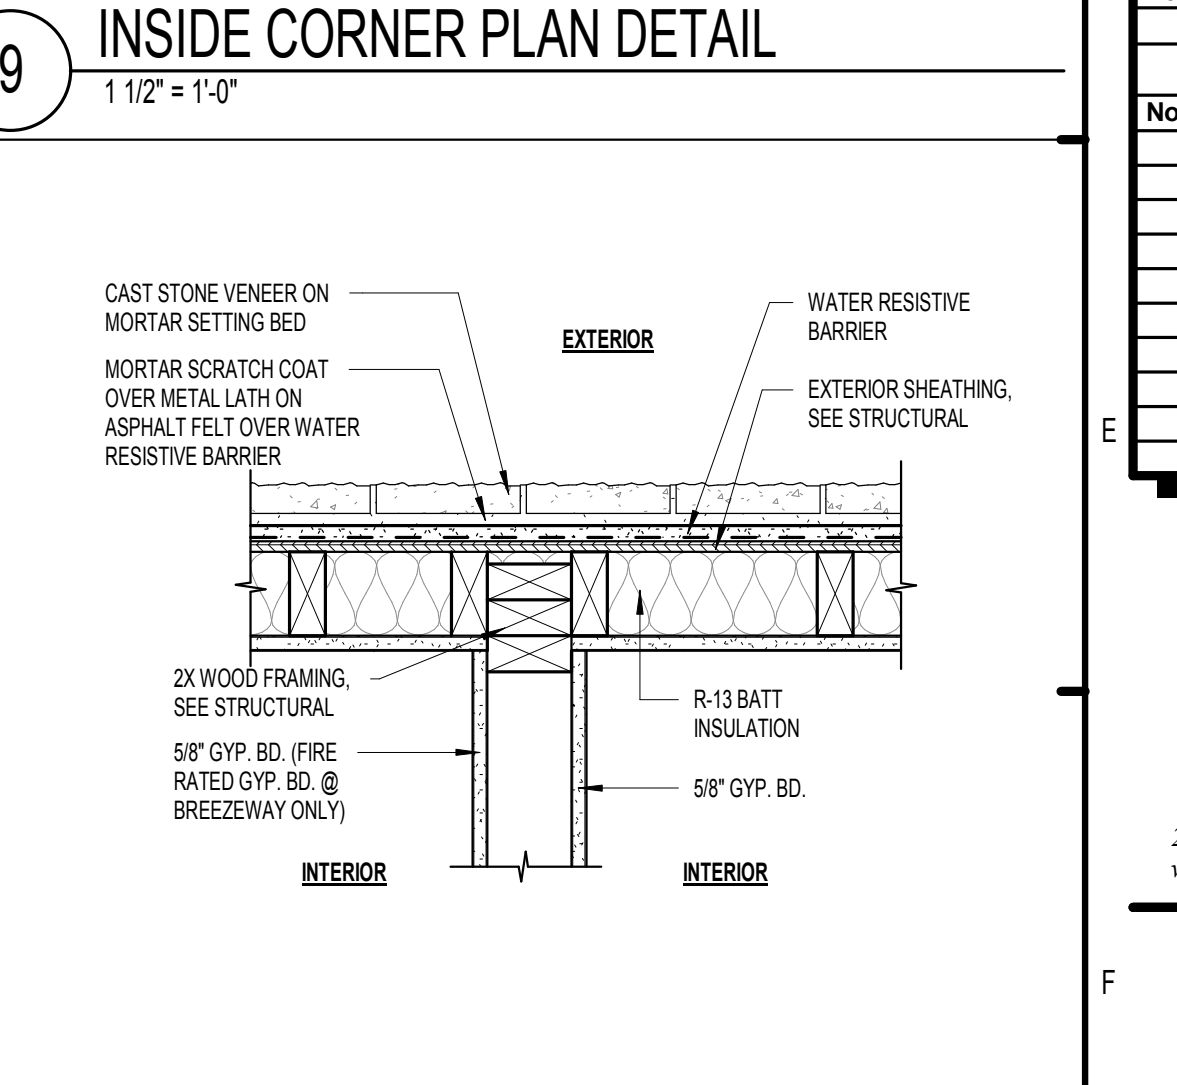 9
INSIDE CORNER PLAN DETAIL
1 1/2" = 1'-0"
CAST STONE VENEER ON
MORTAR SETTING BED
MORTAR SCRATCH COAT
OVER METAL LATH ON
ASPHALT FELT OVER WATER
RESISTIVE BARRIER
EXTERIOR
WATER RESISTIVE
BARRIER
EXTERIOR SHEATHING,
SEE STRUCTURAL
2X WOOD FRAMING,
SEE STRUCTURAL
5/8" GYP. BD. (FIRE
RATED GYP. BD. @
BREEZEWAY ONLY)
R-13 BATT
INSULATION
5/8" GYP. BD.
INTERIOR
INTERIOR
E
F
No